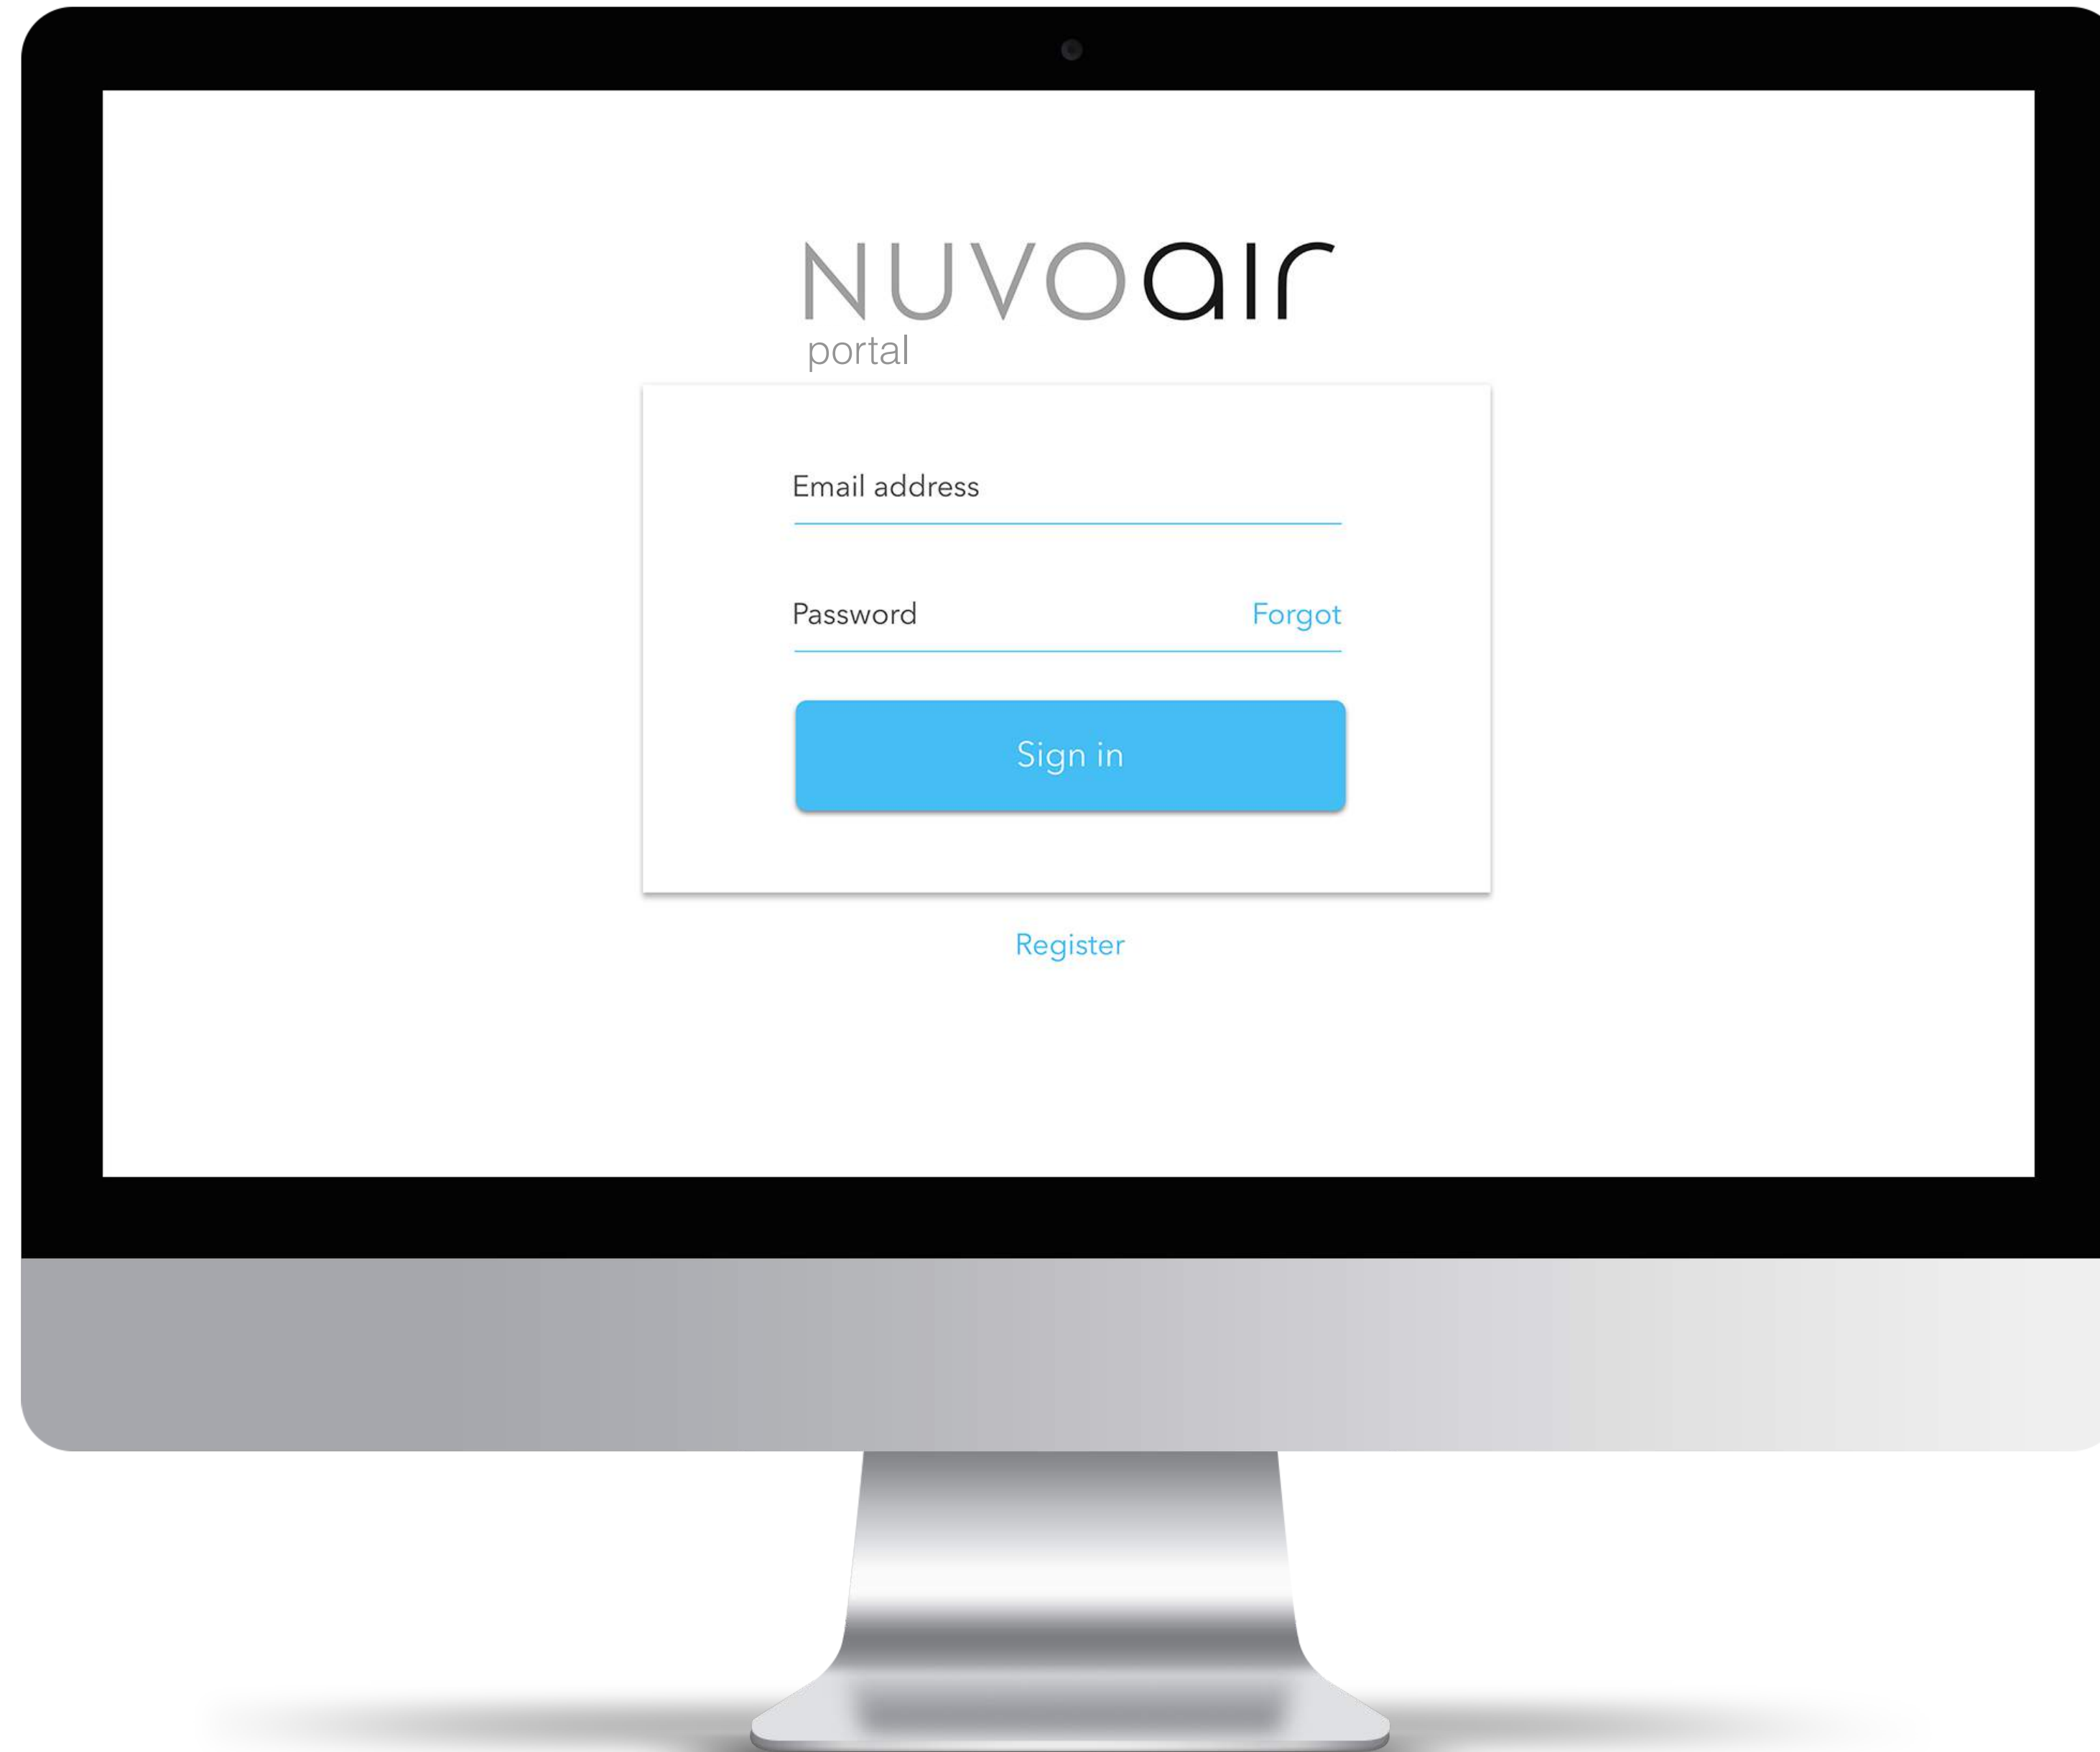 NUVOair
portal
Email address
Password Forgot
Sign in
Register